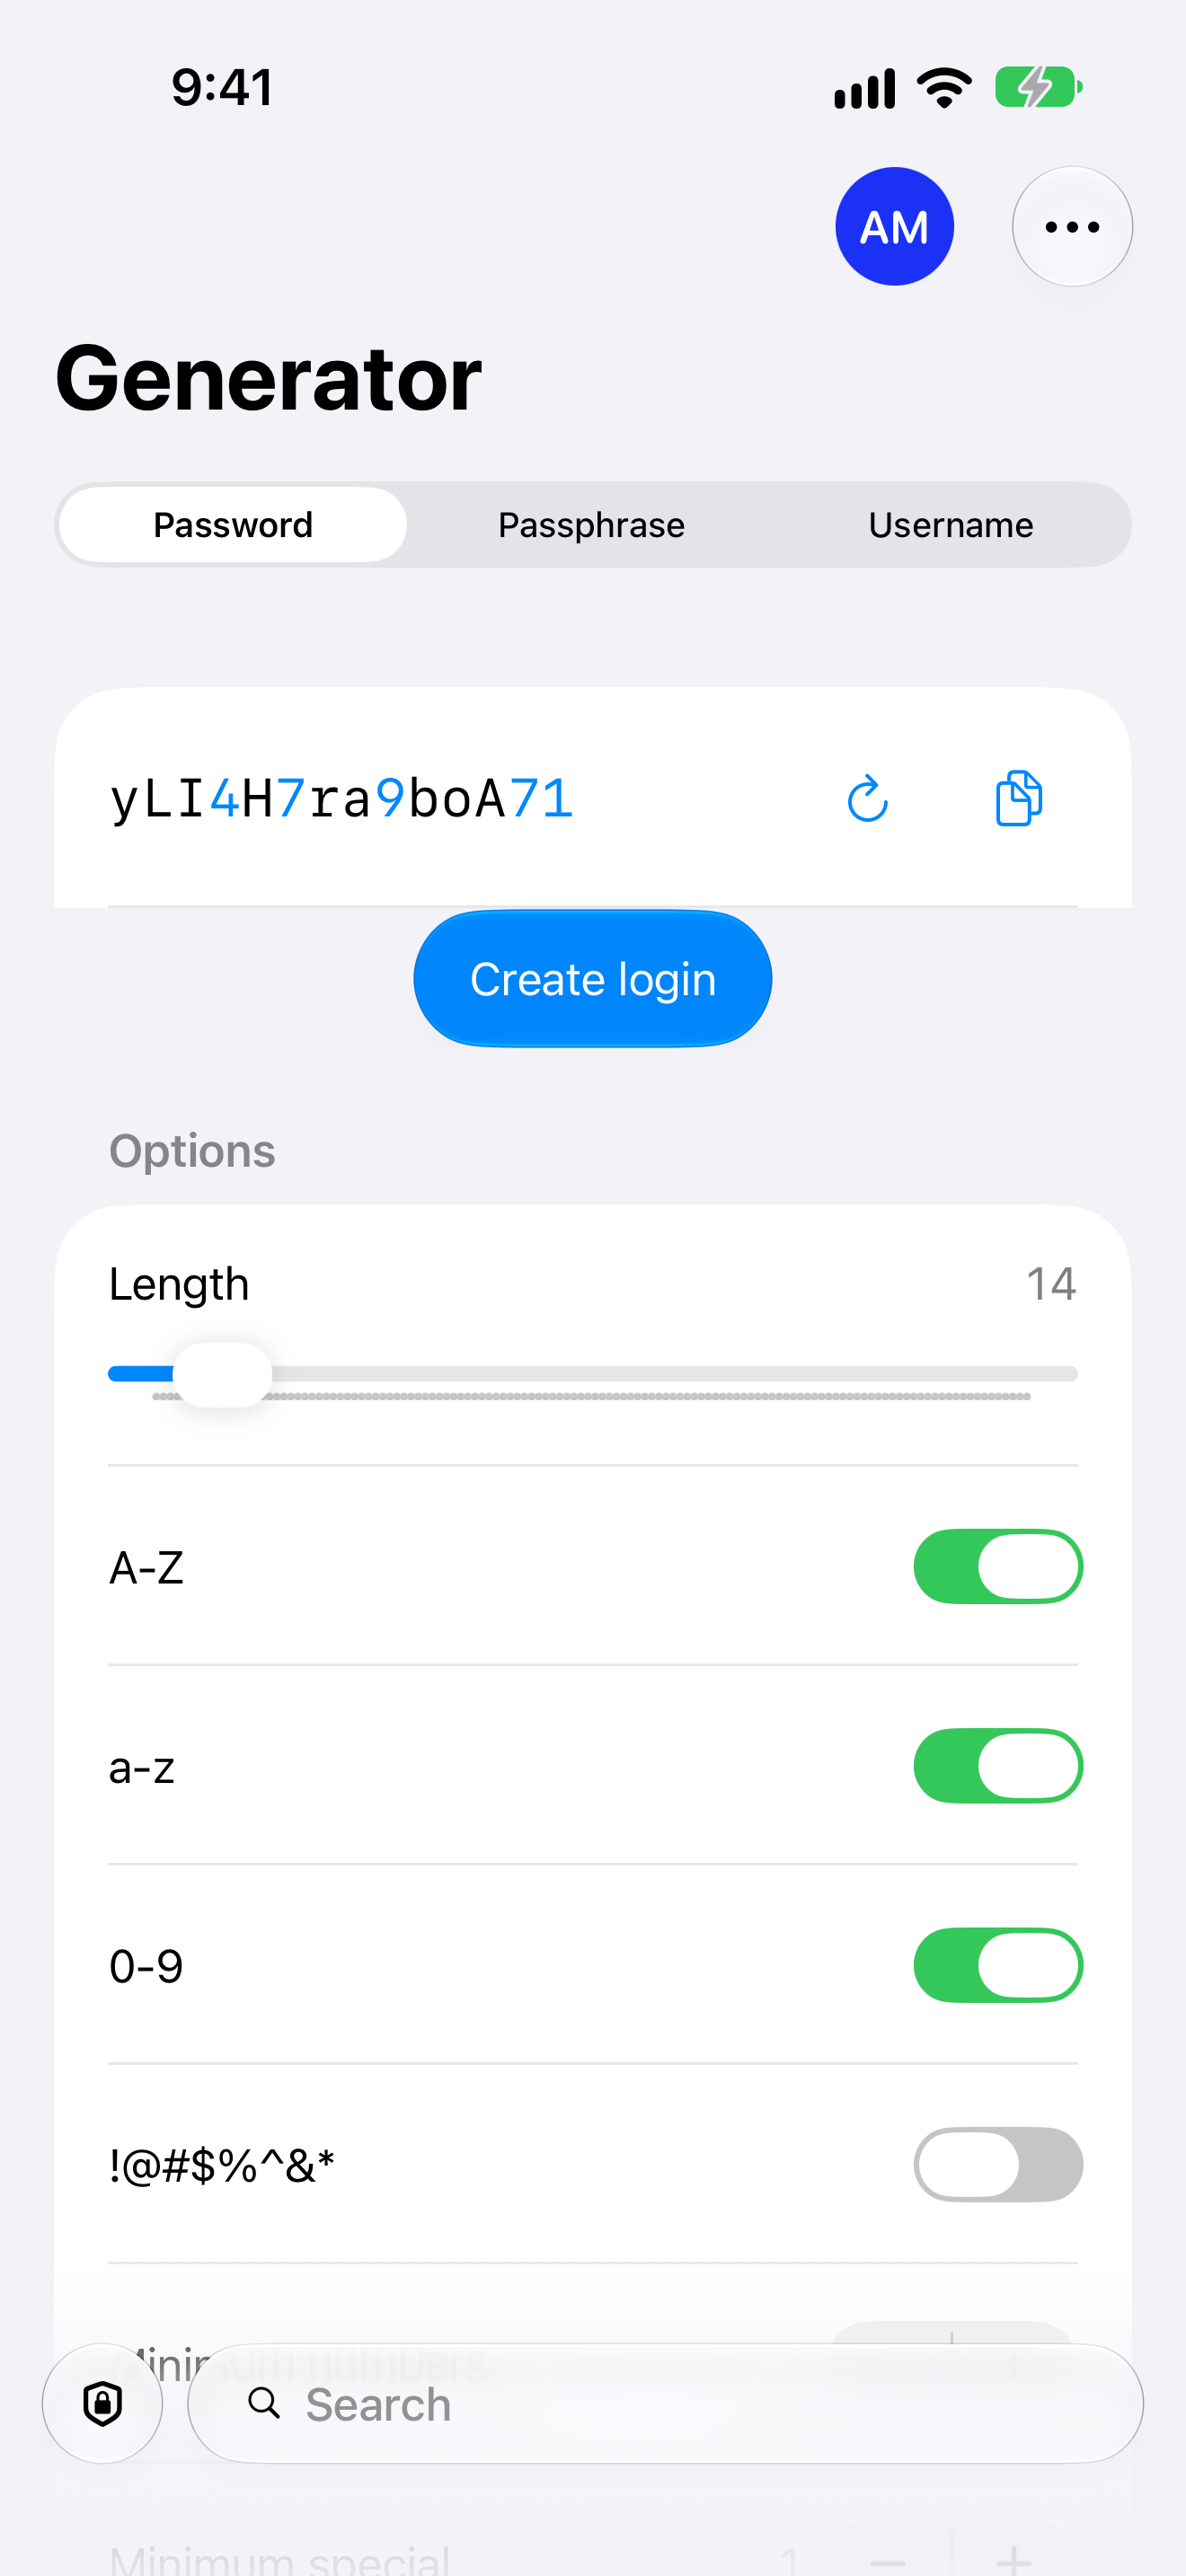 9:41
AM
Generator
Password Passphrase Username
yLI4H7ra9boA71
Create login
Options
Length 14
A-Z
a-z
0-9
!@#$%^&*
Search
Minimum special 1